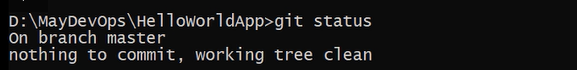 D:\MayDevOps\HelloWorldApp>git status
On branch master
nothing to commit, working tree clean